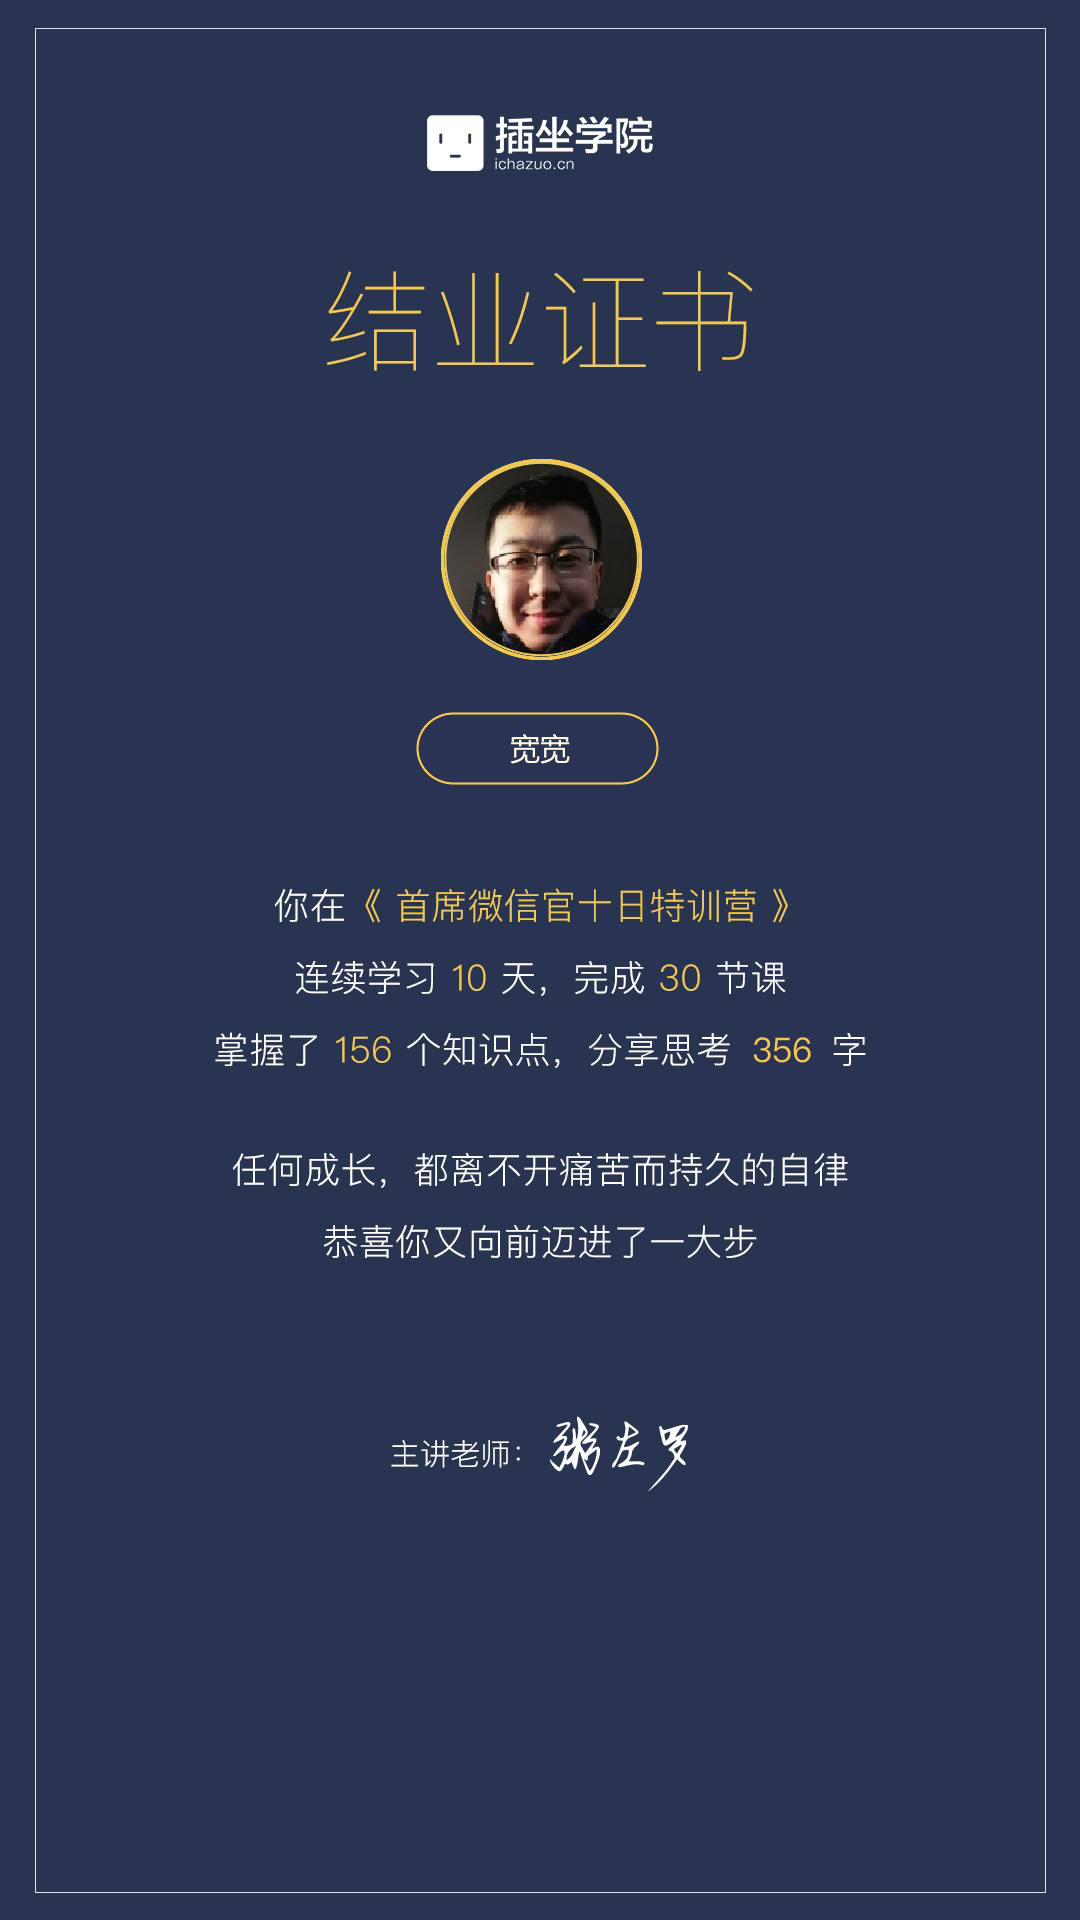 插坐学院
ichazuo.cn
结业证书
宽宽
你在《 首席微信官十日特训营 》
连续学习 10 天，完成 30 节课
掌握了 156 个知识点，分享思考 356 字
任何成长，都离不开痛苦而持久的自律
恭喜你又向前迈进了一大步
主讲老师：粥左罗